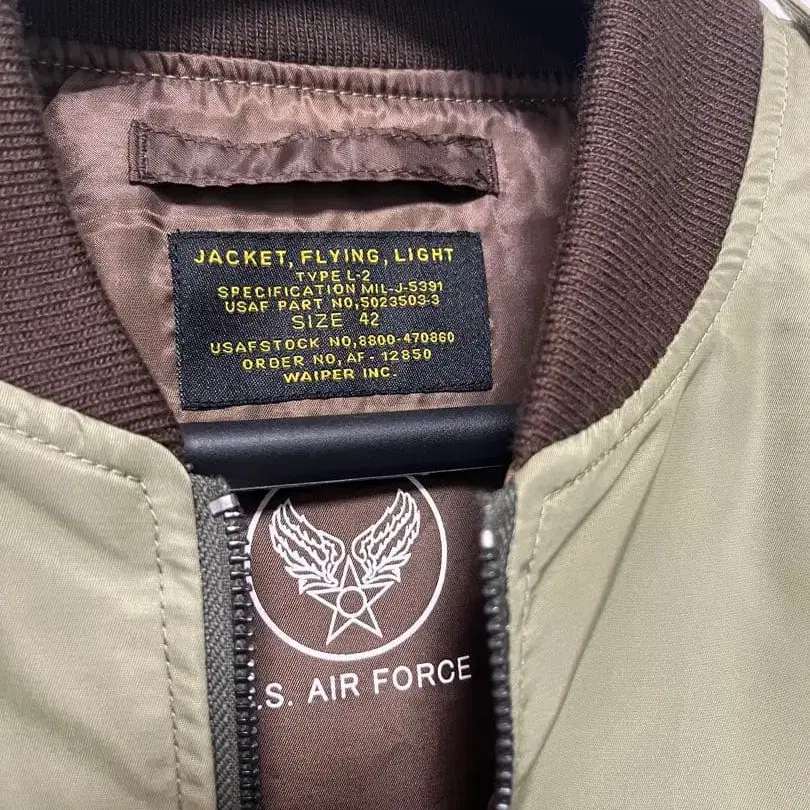 JACKET, FLYING, LIGHT
TYPE L-2
SPECIFICATION MIL-J-5391
USAF PART NO,5023503-3
SIZE 42
USAFSTOCK NO,8800-470860
ORDER NO, AF - 12850
WAIPER INC.
.S. AIR FORCE